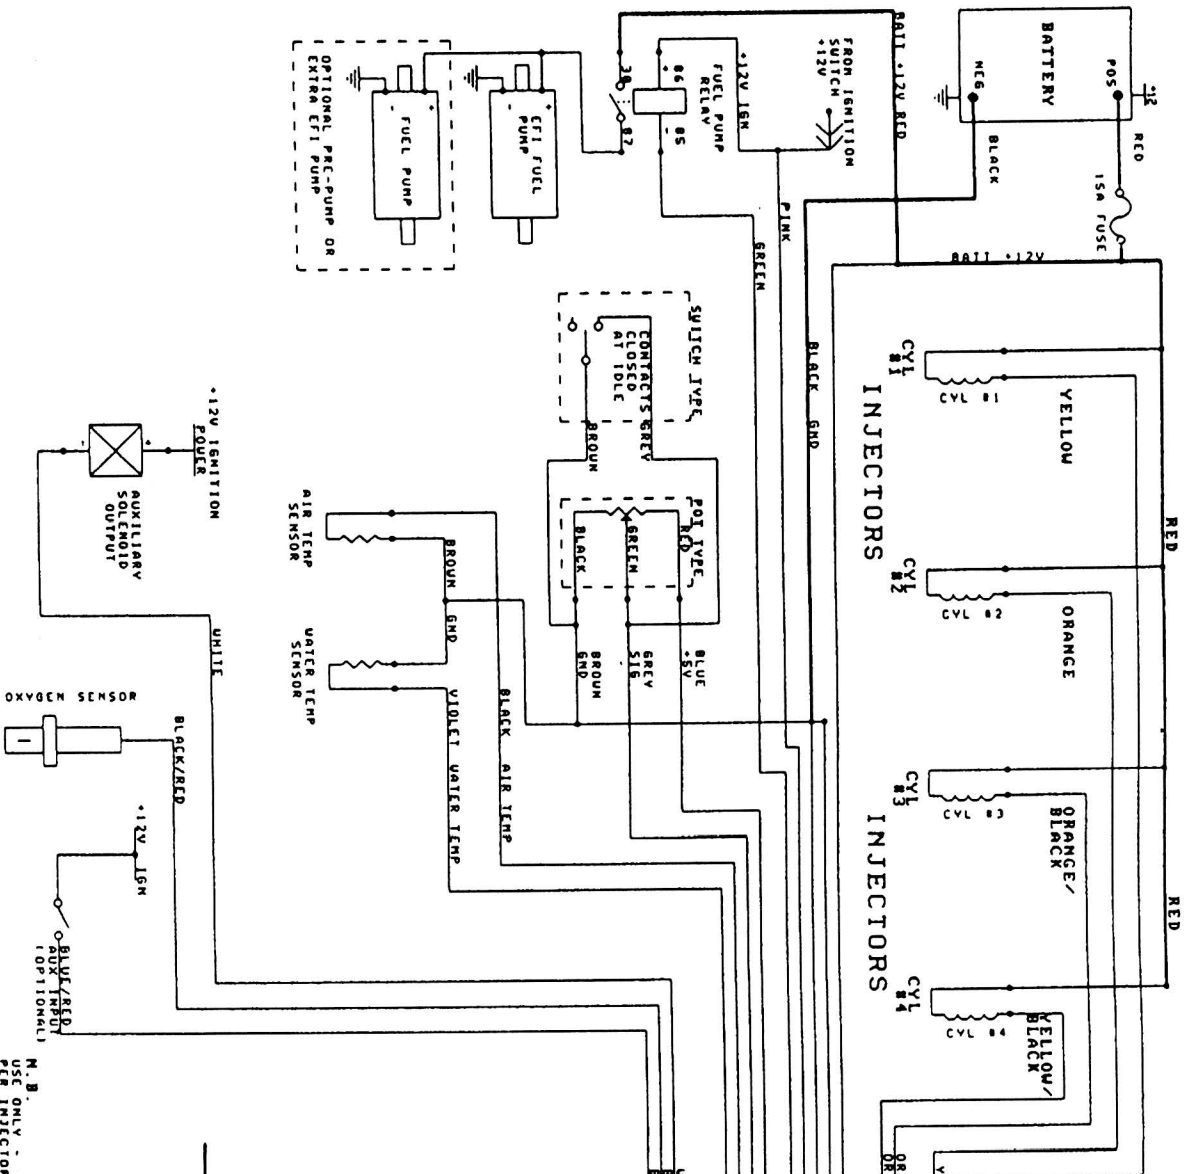 BATTERY
POS
NEG
+12
RED
BLACK
15A FUSE
BATT +12V RED
BATT +12V
FROM IGNITION
SWITCH
+12V
+12V IGN
FUEL PUMP
RELAY
86
85
30
87
+
-
PINK
GREEN
EFI FUEL
PUMP
+
-
FUEL PUMP
+
-
OPTIONAL PRE-PUMP OR
EXTRA EFI PUMP
BLACK GND
SWITCH TYPE
CONTACTS
CLOSED
AT IDLE
GREY
BROWN
POT TYPE
RED
GREEN
BLACK
BLUE
+5V
GREY
SIG
BROWN
GND
AIR TEMP
SENSOR
BROWN
GND
WATER TEMP
SENSOR
BLACK AIR TEMP
VIOLET WATER TEMP
+12V IGNITION
POWER
+
-
AUXILIARY
SOLENOID
OUTPUT
WHITE
OXYGEN SENSOR
BLACK/RED
+12V IGN
BLUE/RED
AUX INPUT
(OPTIONAL)
N.B.
USE ONLY -
PER INJECTOR
INJECTORS
CYL
#1
CYL #1
YELLOW
RED
CYL
#2
CYL #2
ORANGE
INJECTORS
CYL
#3
CYL #3
ORANGE/
BLACK
RED
CYL
#4
CYL #4
YELLOW/
BLACK
OR
OR
Y